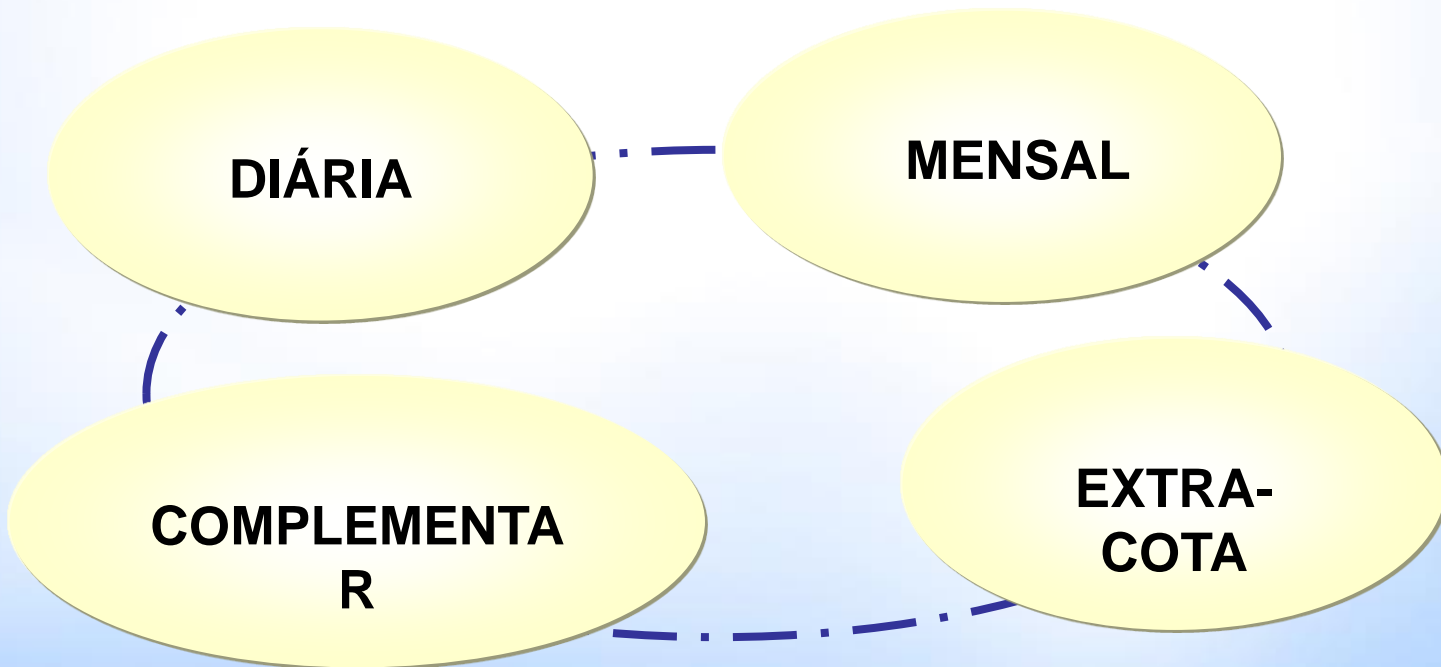 DIÁRIA
MENSAL
COMPLEMENTA
R
EXTRA-
COTA